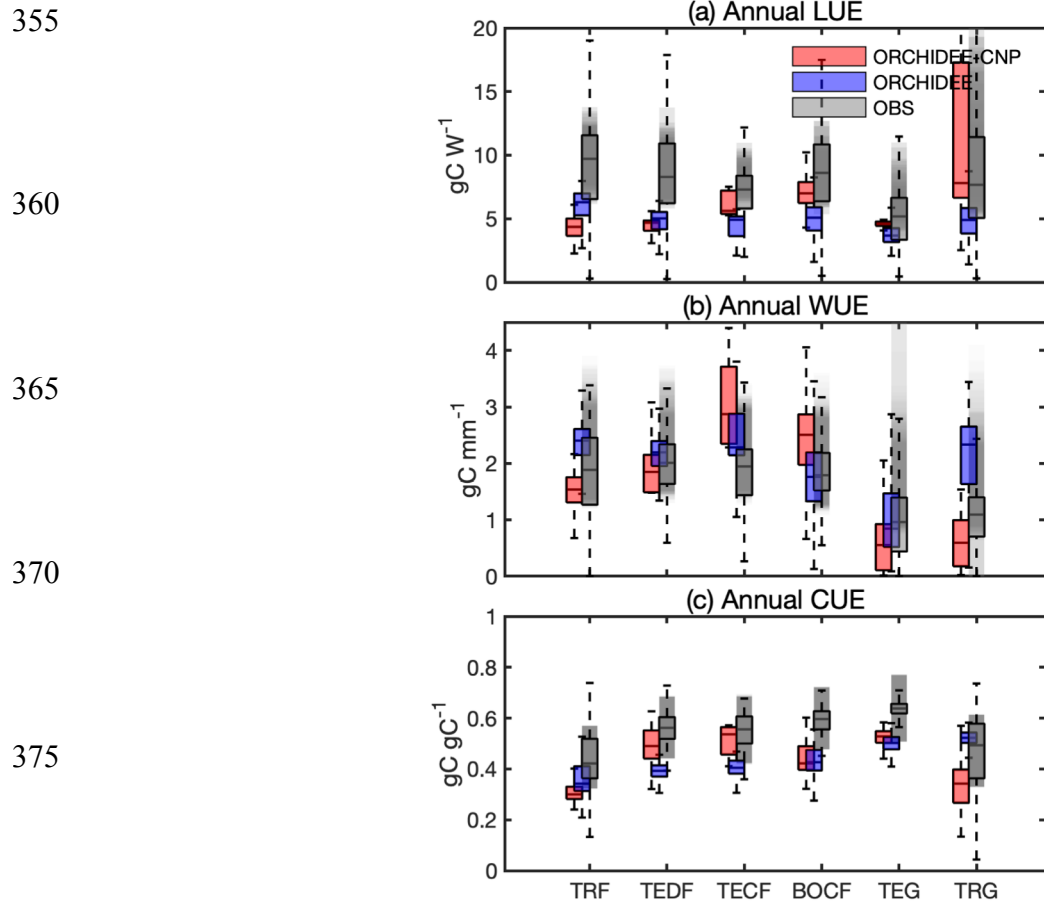 355
360
365
370
375
(a) Annual LUE
20
15
10
5
0
gC W⁻¹
ORCHIDEE-CNP
ORCHIDEE
OBS
(b) Annual WUE
4
3
2
1
0
gC mm⁻¹
(c) Annual CUE
1
0.8
0.6
0.4
0.2
0
gC gC⁻¹
TRF TEDF TECF BOCF TEG TRG